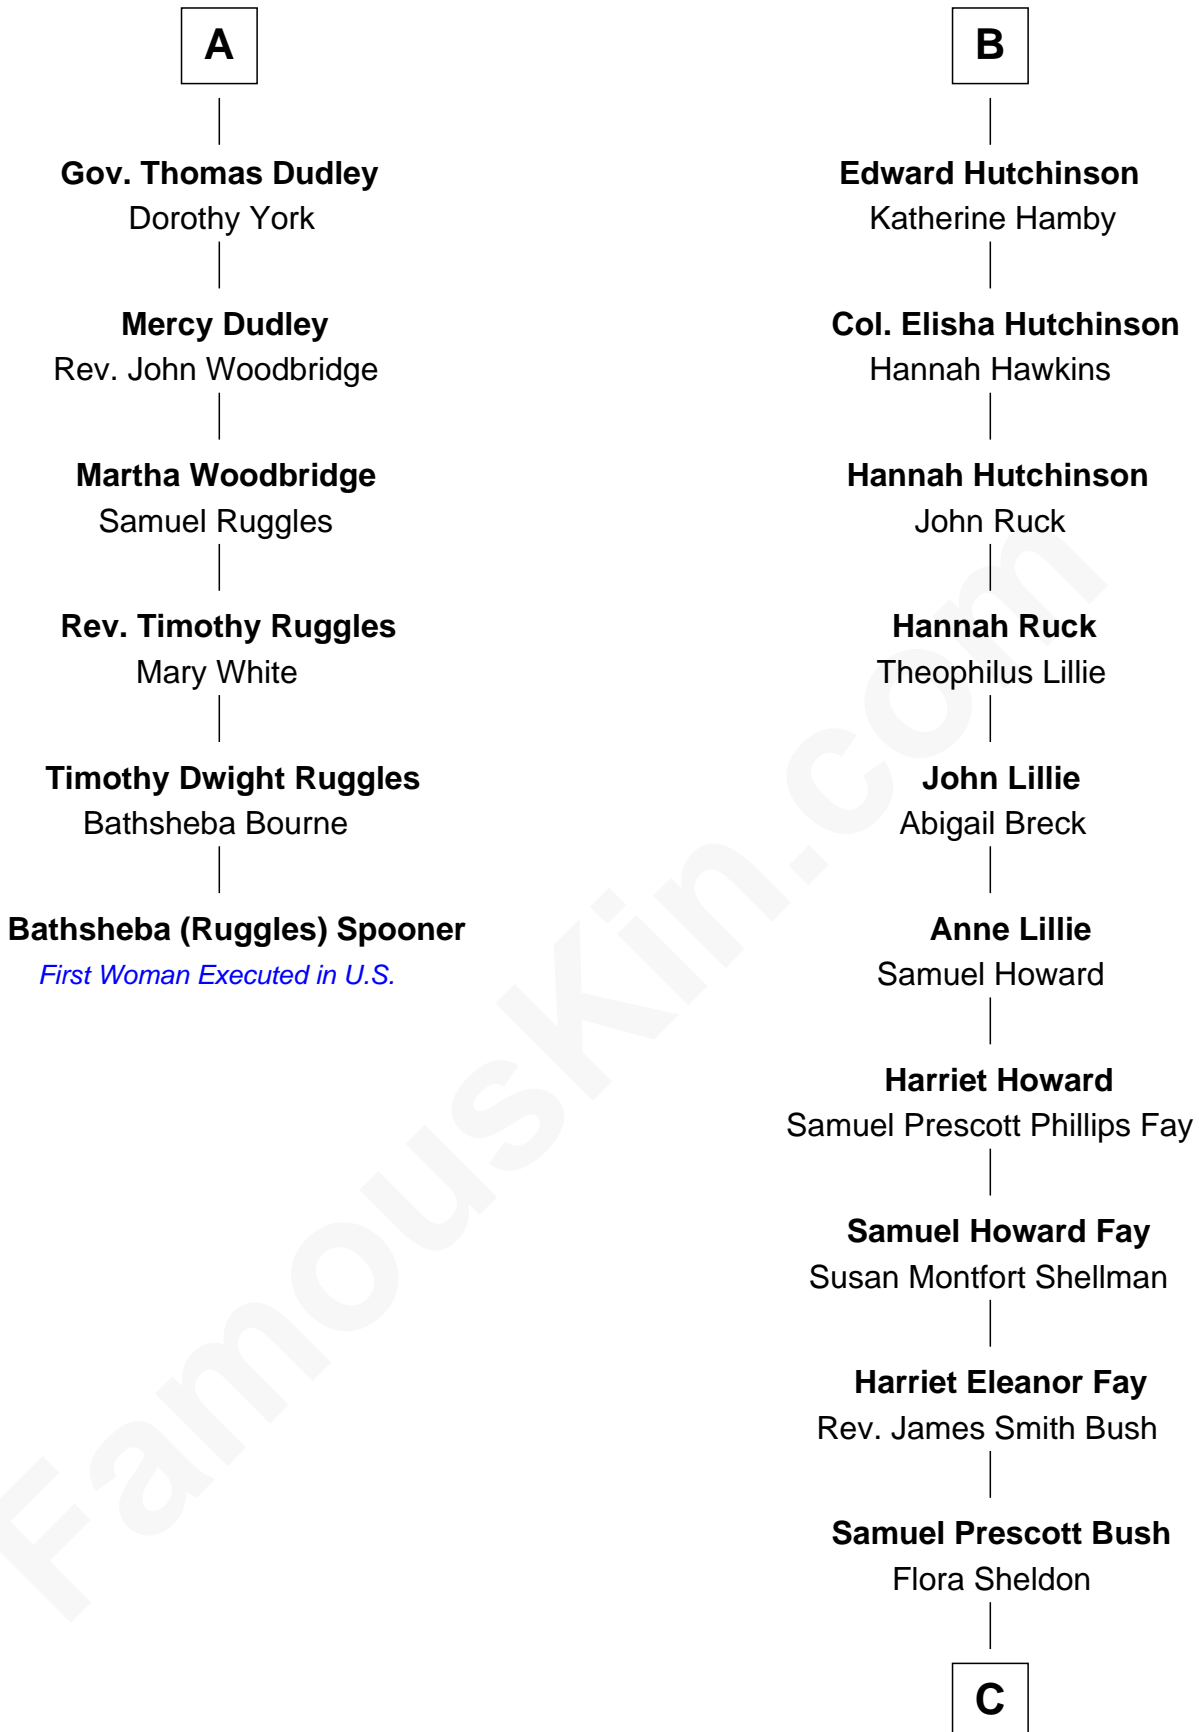 A
Gov. Thomas Dudley
Dorothy York
Mercy Dudley
Rev. John Woodbridge
Martha Woodbridge
Samuel Ruggles
Rev. Timothy Ruggles
Mary White
Timothy Dwight Ruggles
Bathsheba Bourne
Bathsheba (Ruggles) Spooner
First Woman Executed in U.S.
B
Edward Hutchinson
Katherine Hamby
Col. Elisha Hutchinson
Hannah Hawkins
Hannah Hutchinson
John Ruck
Hannah Ruck
Theophilus Lillie
John Lillie
Abigail Breck
Anne Lillie
Samuel Howard
Harriet Howard
Samuel Prescott Phillips Fay
Samuel Howard Fay
Susan Montfort Shellman
Harriet Eleanor Fay
Rev. James Smith Bush
Samuel Prescott Bush
Flora Sheldon
C
FamousKin.com